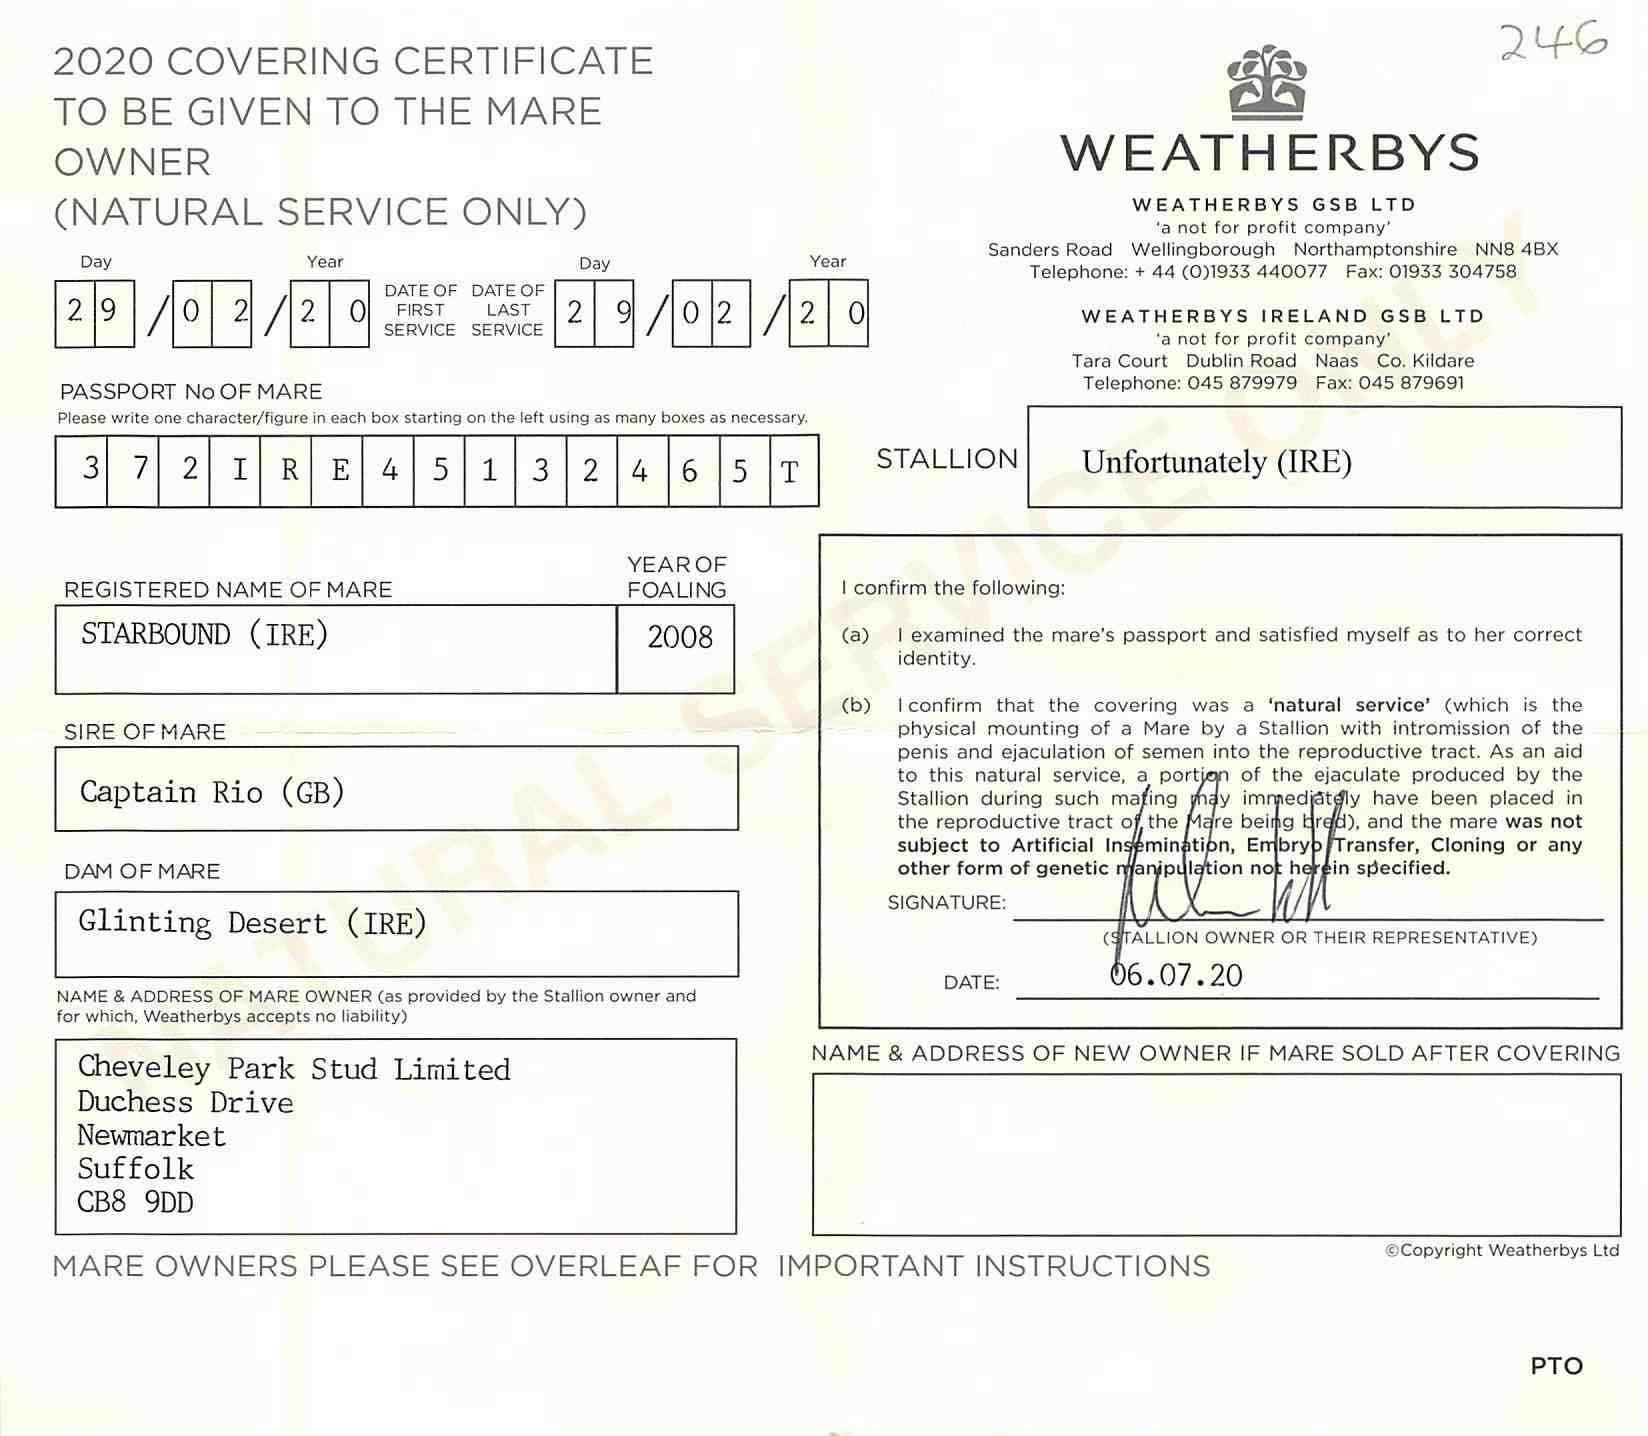 246
2020 COVERING CERTIFICATE
TO BE GIVEN TO THE MARE
OWNER
(NATURAL SERVICE ONLY)
WEATHERBYS
WEATHERBYS GSB LTD
'a not for profit company'
Sanders Road Wellingborough Northamptonshire NN8 4BX
Telephone: + 44 (0)1933 440077 Fax: 01933 304758
WEATHERBYS IRELAND GSB LTD
'a not for profit company'
Tara Court Dublin Road Naas Co. Kildare
Telephone: 045 879979 Fax: 045 879691
Day Year Day Year
29/02/20 DATE OF FIRST SERVICE DATE OF LAST SERVICE 29/02/20
PASSPORT No OF MARE
Please write one character/figure in each box starting on the left using as many boxes as necessary.
372IRE45132465T
STALLION Unfortunately (IRE)
REGISTERED NAME OF MARE YEAR OF FOALING
STARBOUND (IRE) 2008
SIRE OF MARE
Captain Rio (GB)
DAM OF MARE
Glinting Desert (IRE)
NAME & ADDRESS OF MARE OWNER (as provided by the Stallion owner and
for which, Weatherbys accepts no liability)
Cheveley Park Stud Limited
Duchess Drive
Newmarket
Suffolk
CB8 9DD
I confirm the following:
(a) I examined the mare's passport and satisfied myself as to her correct
identity.
(b) I confirm that the covering was a 'natural service' (which is the
physical mounting of a Mare by a Stallion with intromission of the
penis and ejaculation of semen into the reproductive tract. As an aid
to this natural service, a portion of the ejaculate produced by the
Stallion during such mating may immediately have been placed in
the reproductive tract of the Mare being bred), and the mare was not
subject to Artificial Insemination, Embryo Transfer, Cloning or any
other form of genetic manipulation not herein specified.
SIGNATURE:
(STALLION OWNER OR THEIR REPRESENTATIVE)
DATE: 06.07.20
NAME & ADDRESS OF NEW OWNER IF MARE SOLD AFTER COVERING
©Copyright Weatherbys Ltd
MARE OWNERS PLEASE SEE OVERLEAF FOR IMPORTANT INSTRUCTIONS
PTO
NATURAL SERVICE ONLY